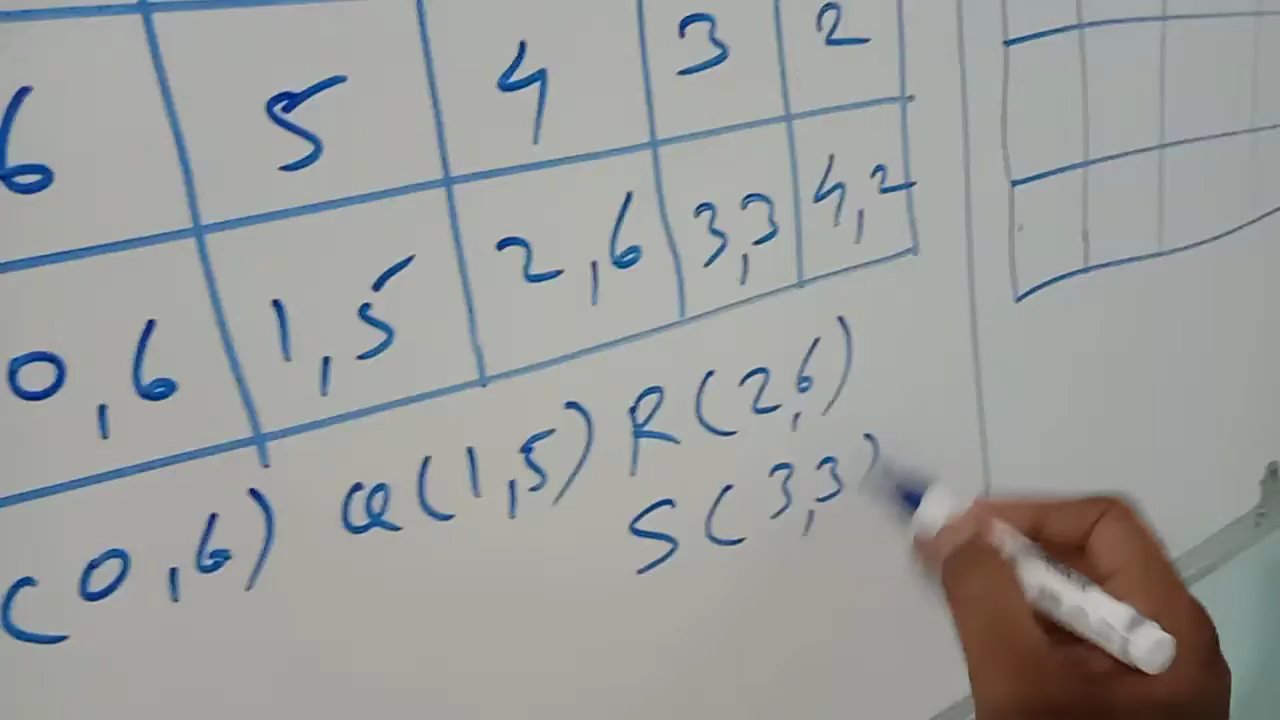 6 5 4 3 2
0,6 1,5 2,6 3,3 4,2
(0,6) Q(1,5) R(2,6)
S(3,3)